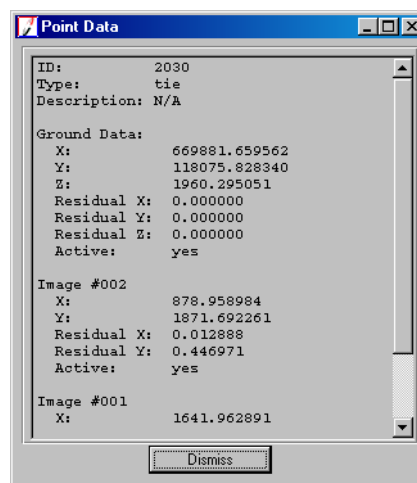 Point Data
ID: 2030
Type: tie
Description: N/A
Ground Data:
X: 669881.659562
Y: 118075.828340
Z: 1960.295051
Residual X: 0.000000
Residual Y: 0.000000
Residual Z: 0.000000
Active: yes
Image #002
X: 878.958984
Y: 1871.692261
Residual X: 0.012888
Residual Y: 0.446971
Active: yes
Image #001
X: 1641.962891
Dismiss